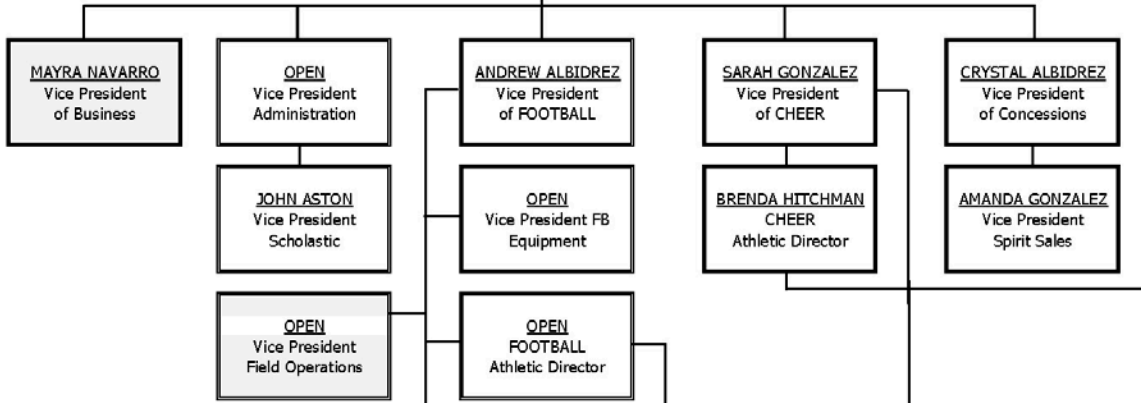 MAYRA NAVARRO
Vice President
of Business
OPEN
Vice President
Administration
ANDREW ALBIDREZ
Vice President
of FOOTBALL
SARAH GONZALEZ
Vice President
of CHEER
CRYSTAL ALBIDREZ
Vice President
of Concessions
JOHN ASTON
Vice President
Scholastic
OPEN
Vice President FB
Equipment
BRENDA HITCHMAN
CHEER
Athletic Director
AMANDA GONZALEZ
Vice President
Spirit Sales
OPEN
Vice President
Field Operations
OPEN
FOOTBALL
Athletic Director